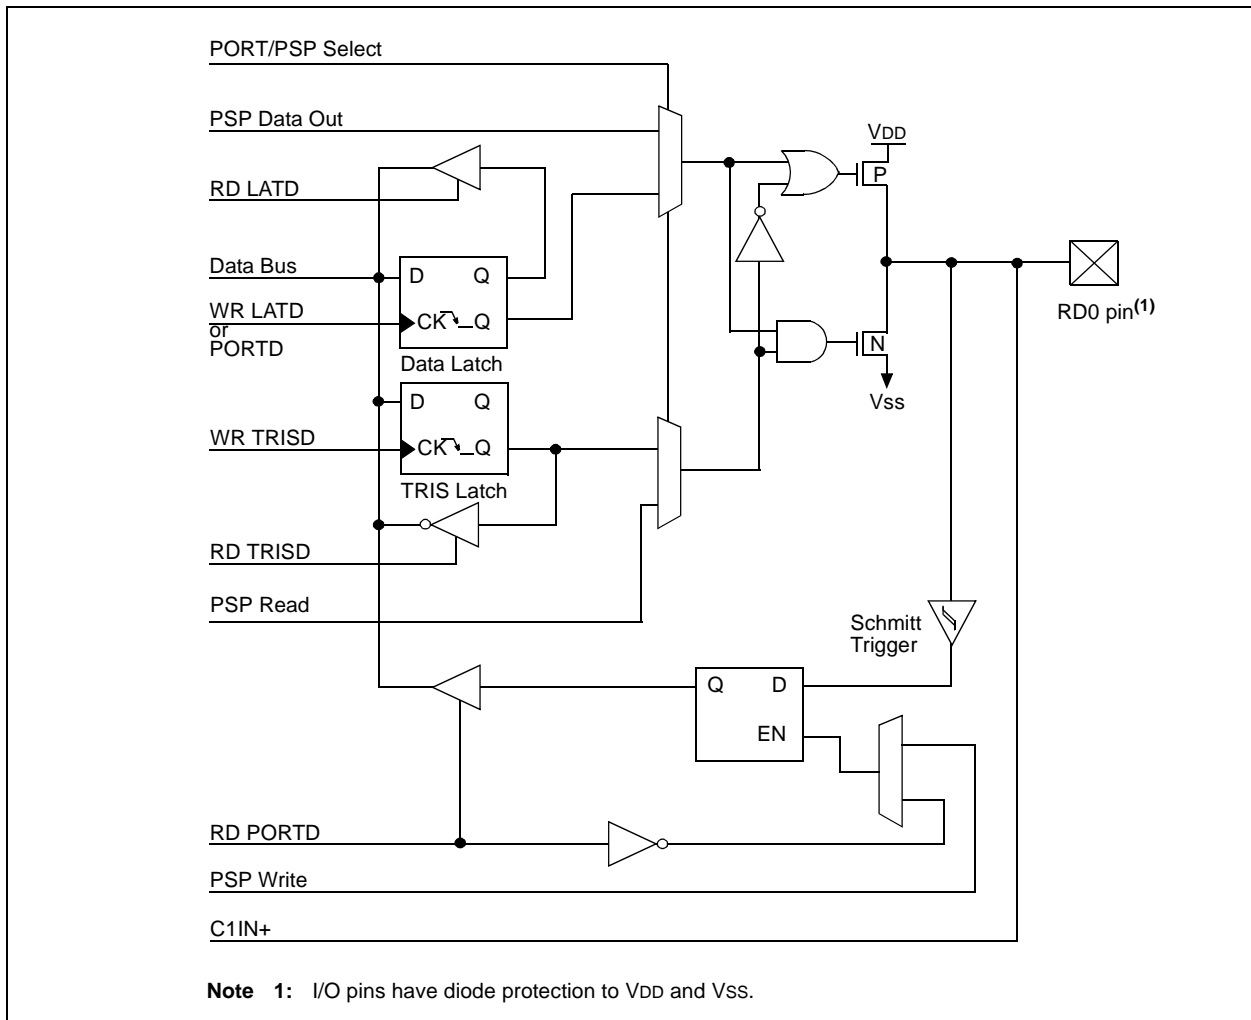 PORT/PSP Select
PSP Data Out
VDD
P
RD LATD
Data Bus
D Q
WR LATD
or
PORTD
CK Q
Data Latch
RD0 pin(1)
N
Vss
D Q
WR TRISD
CK Q
TRIS Latch
RD TRISD
PSP Read
Schmitt
Trigger
Q D
EN
RD PORTD
PSP Write
C1IN+
Note 1: I/O pins have diode protection to VDD and VSS.